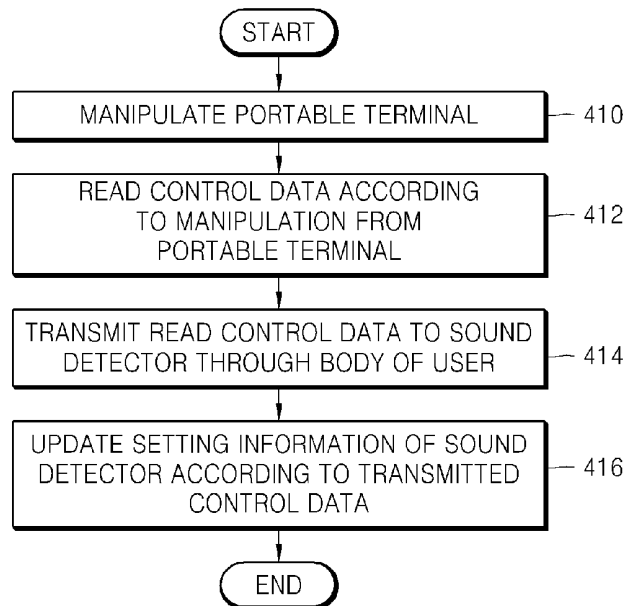 START
MANIPULATE PORTABLE TERMINAL
410
READ CONTROL DATA ACCORDING
TO MANIPULATION FROM
PORTABLE TERMINAL
412
TRANSMIT READ CONTROL DATA TO SOUND
DETECTOR THROUGH BODY OF USER
414
UPDATE SETTING INFORMATION OF SOUND
DETECTOR ACCORDING TO TRANSMITTED
CONTROL DATA
416
END